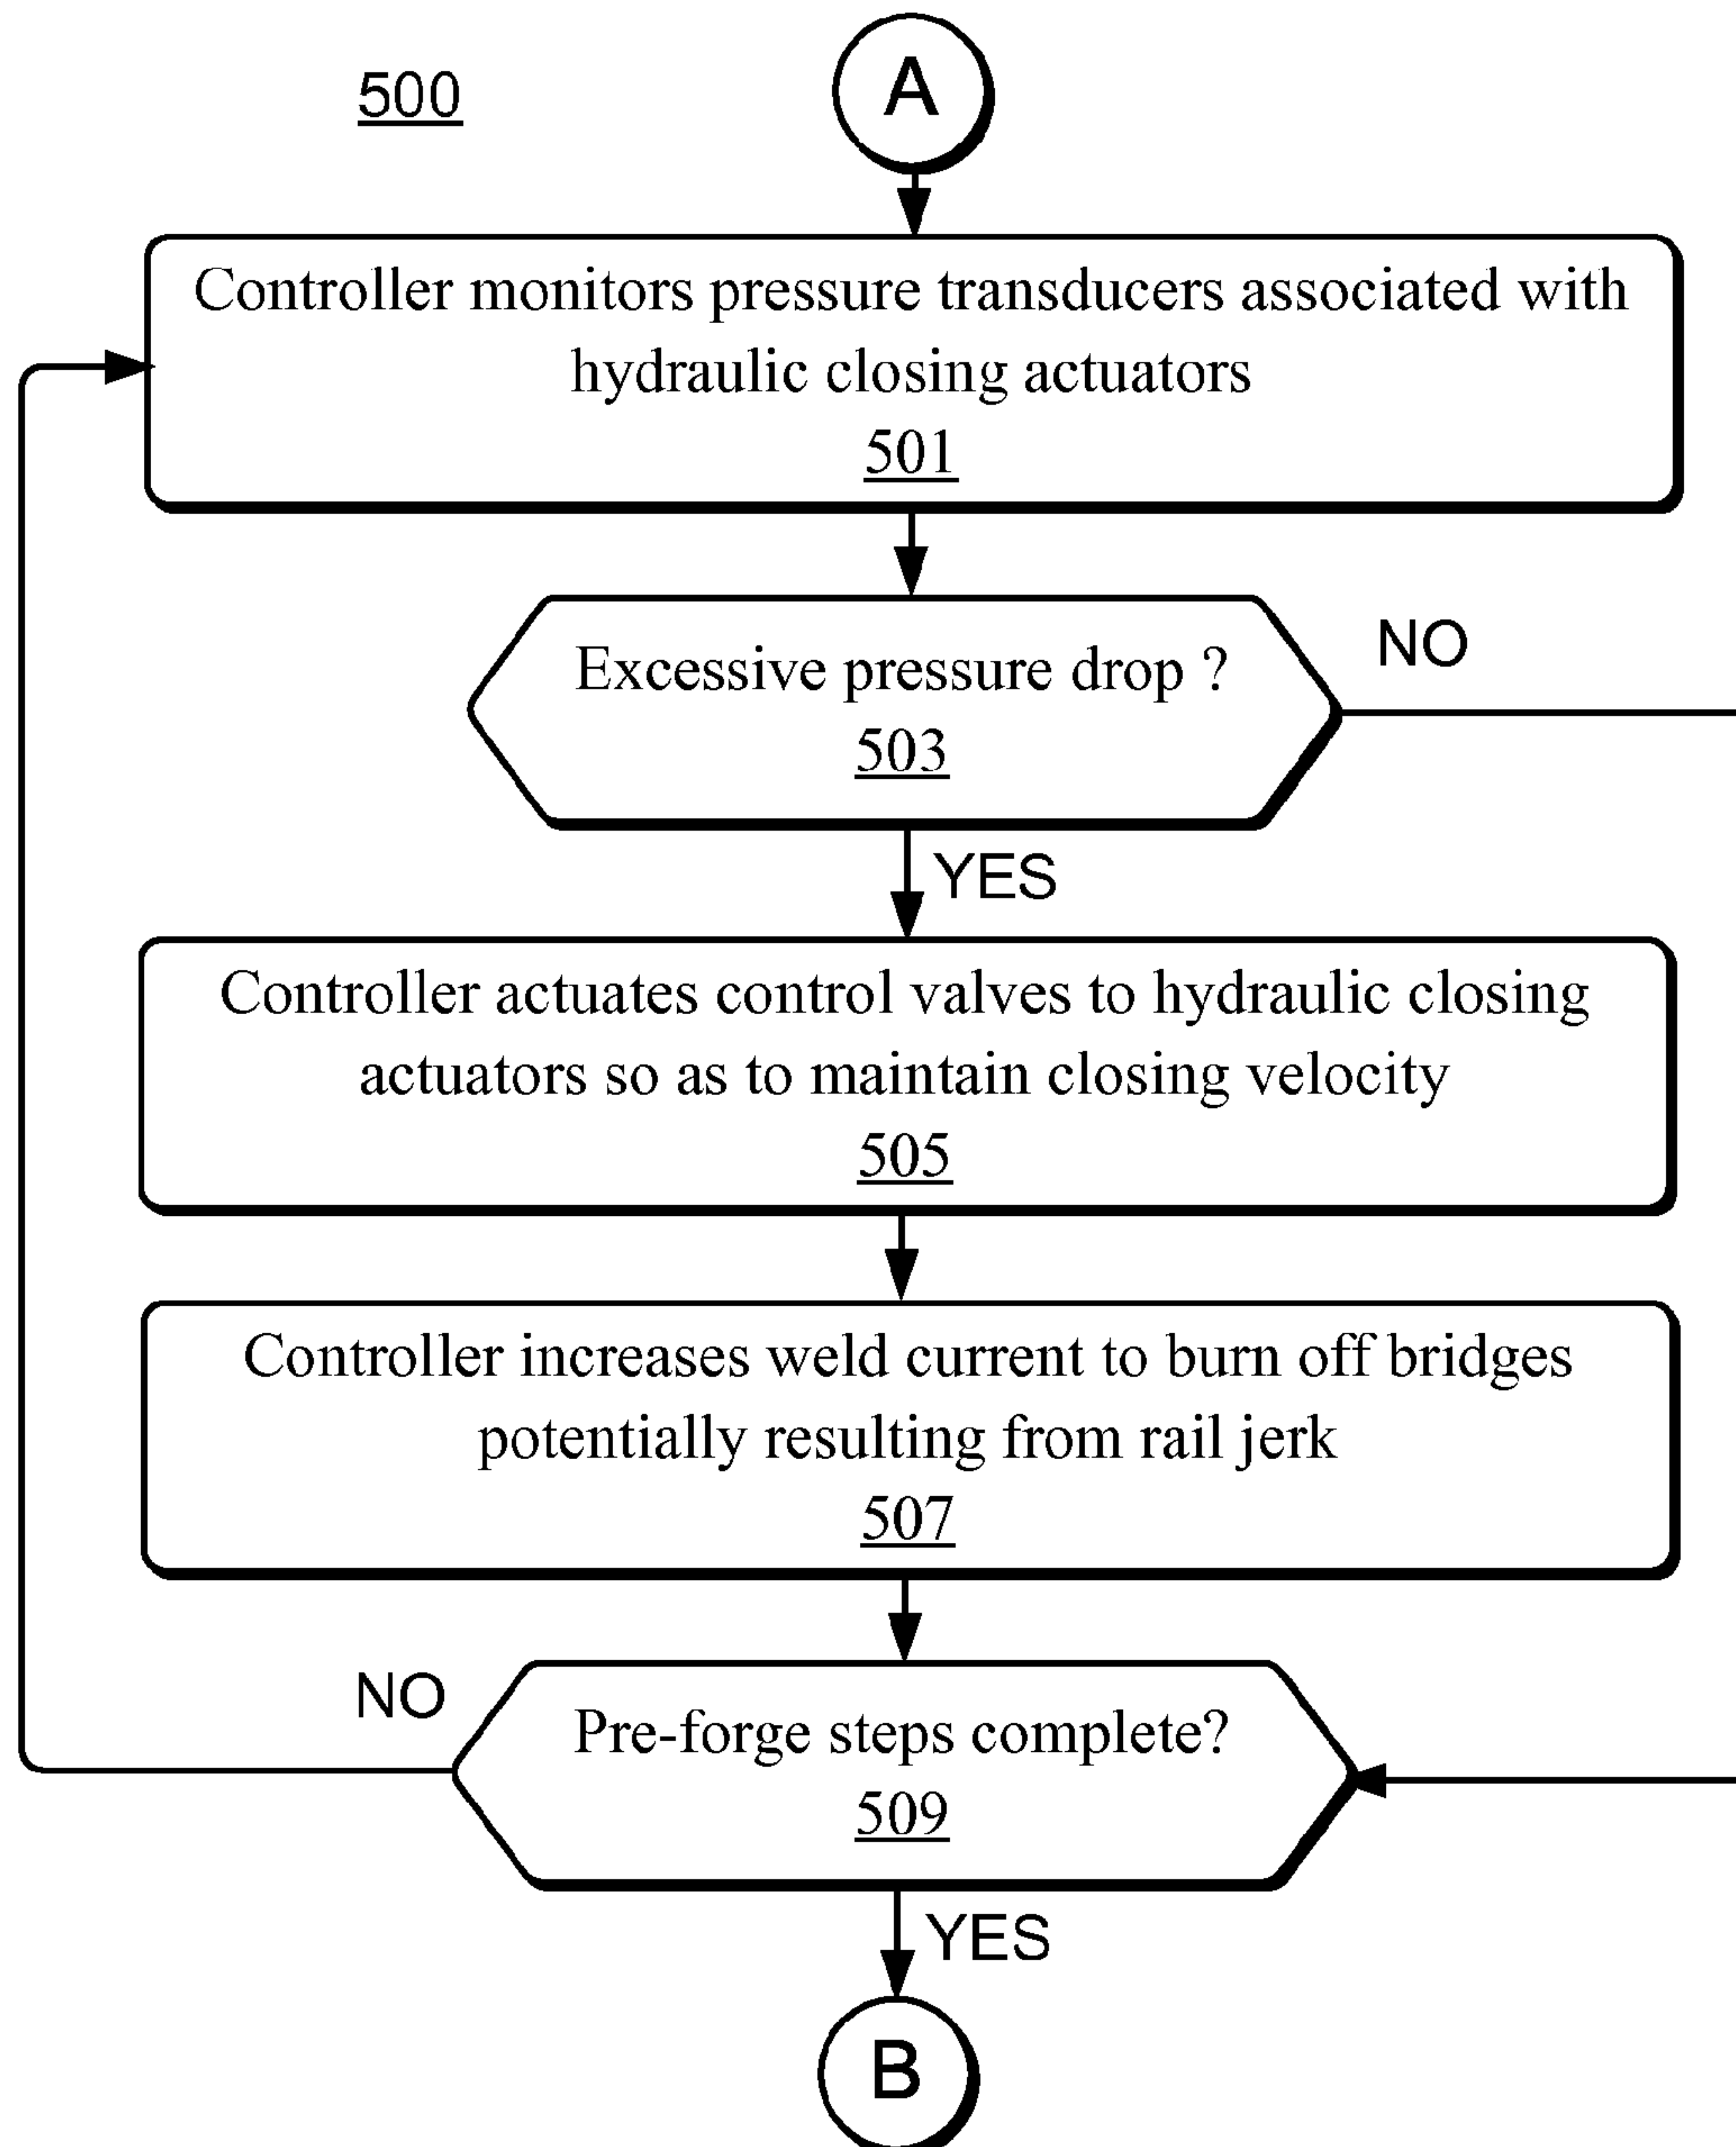 500
A
Controller monitors pressure transducers associated with
hydraulic closing actuators
501
Excessive pressure drop ?
503
NO
YES
Controller actuates control valves to hydraulic closing
actuators so as to maintain closing velocity
505
Controller increases weld current to burn off bridges
potentially resulting from rail jerk
507
NO
Pre-forge steps complete?
509
YES
B